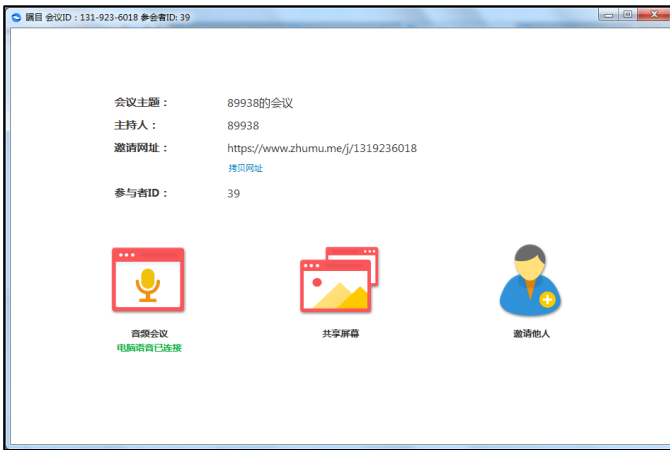 瞩目 会议ID：131-923-6018 参会者ID: 39
会议主题： 89938的会议
主持人： 89938
邀请网址： https://www.zhumu.me/j/1319236018
拷贝网址
参与者ID： 39
音频会议 共享屏幕 邀请他人
电脑语音已连接